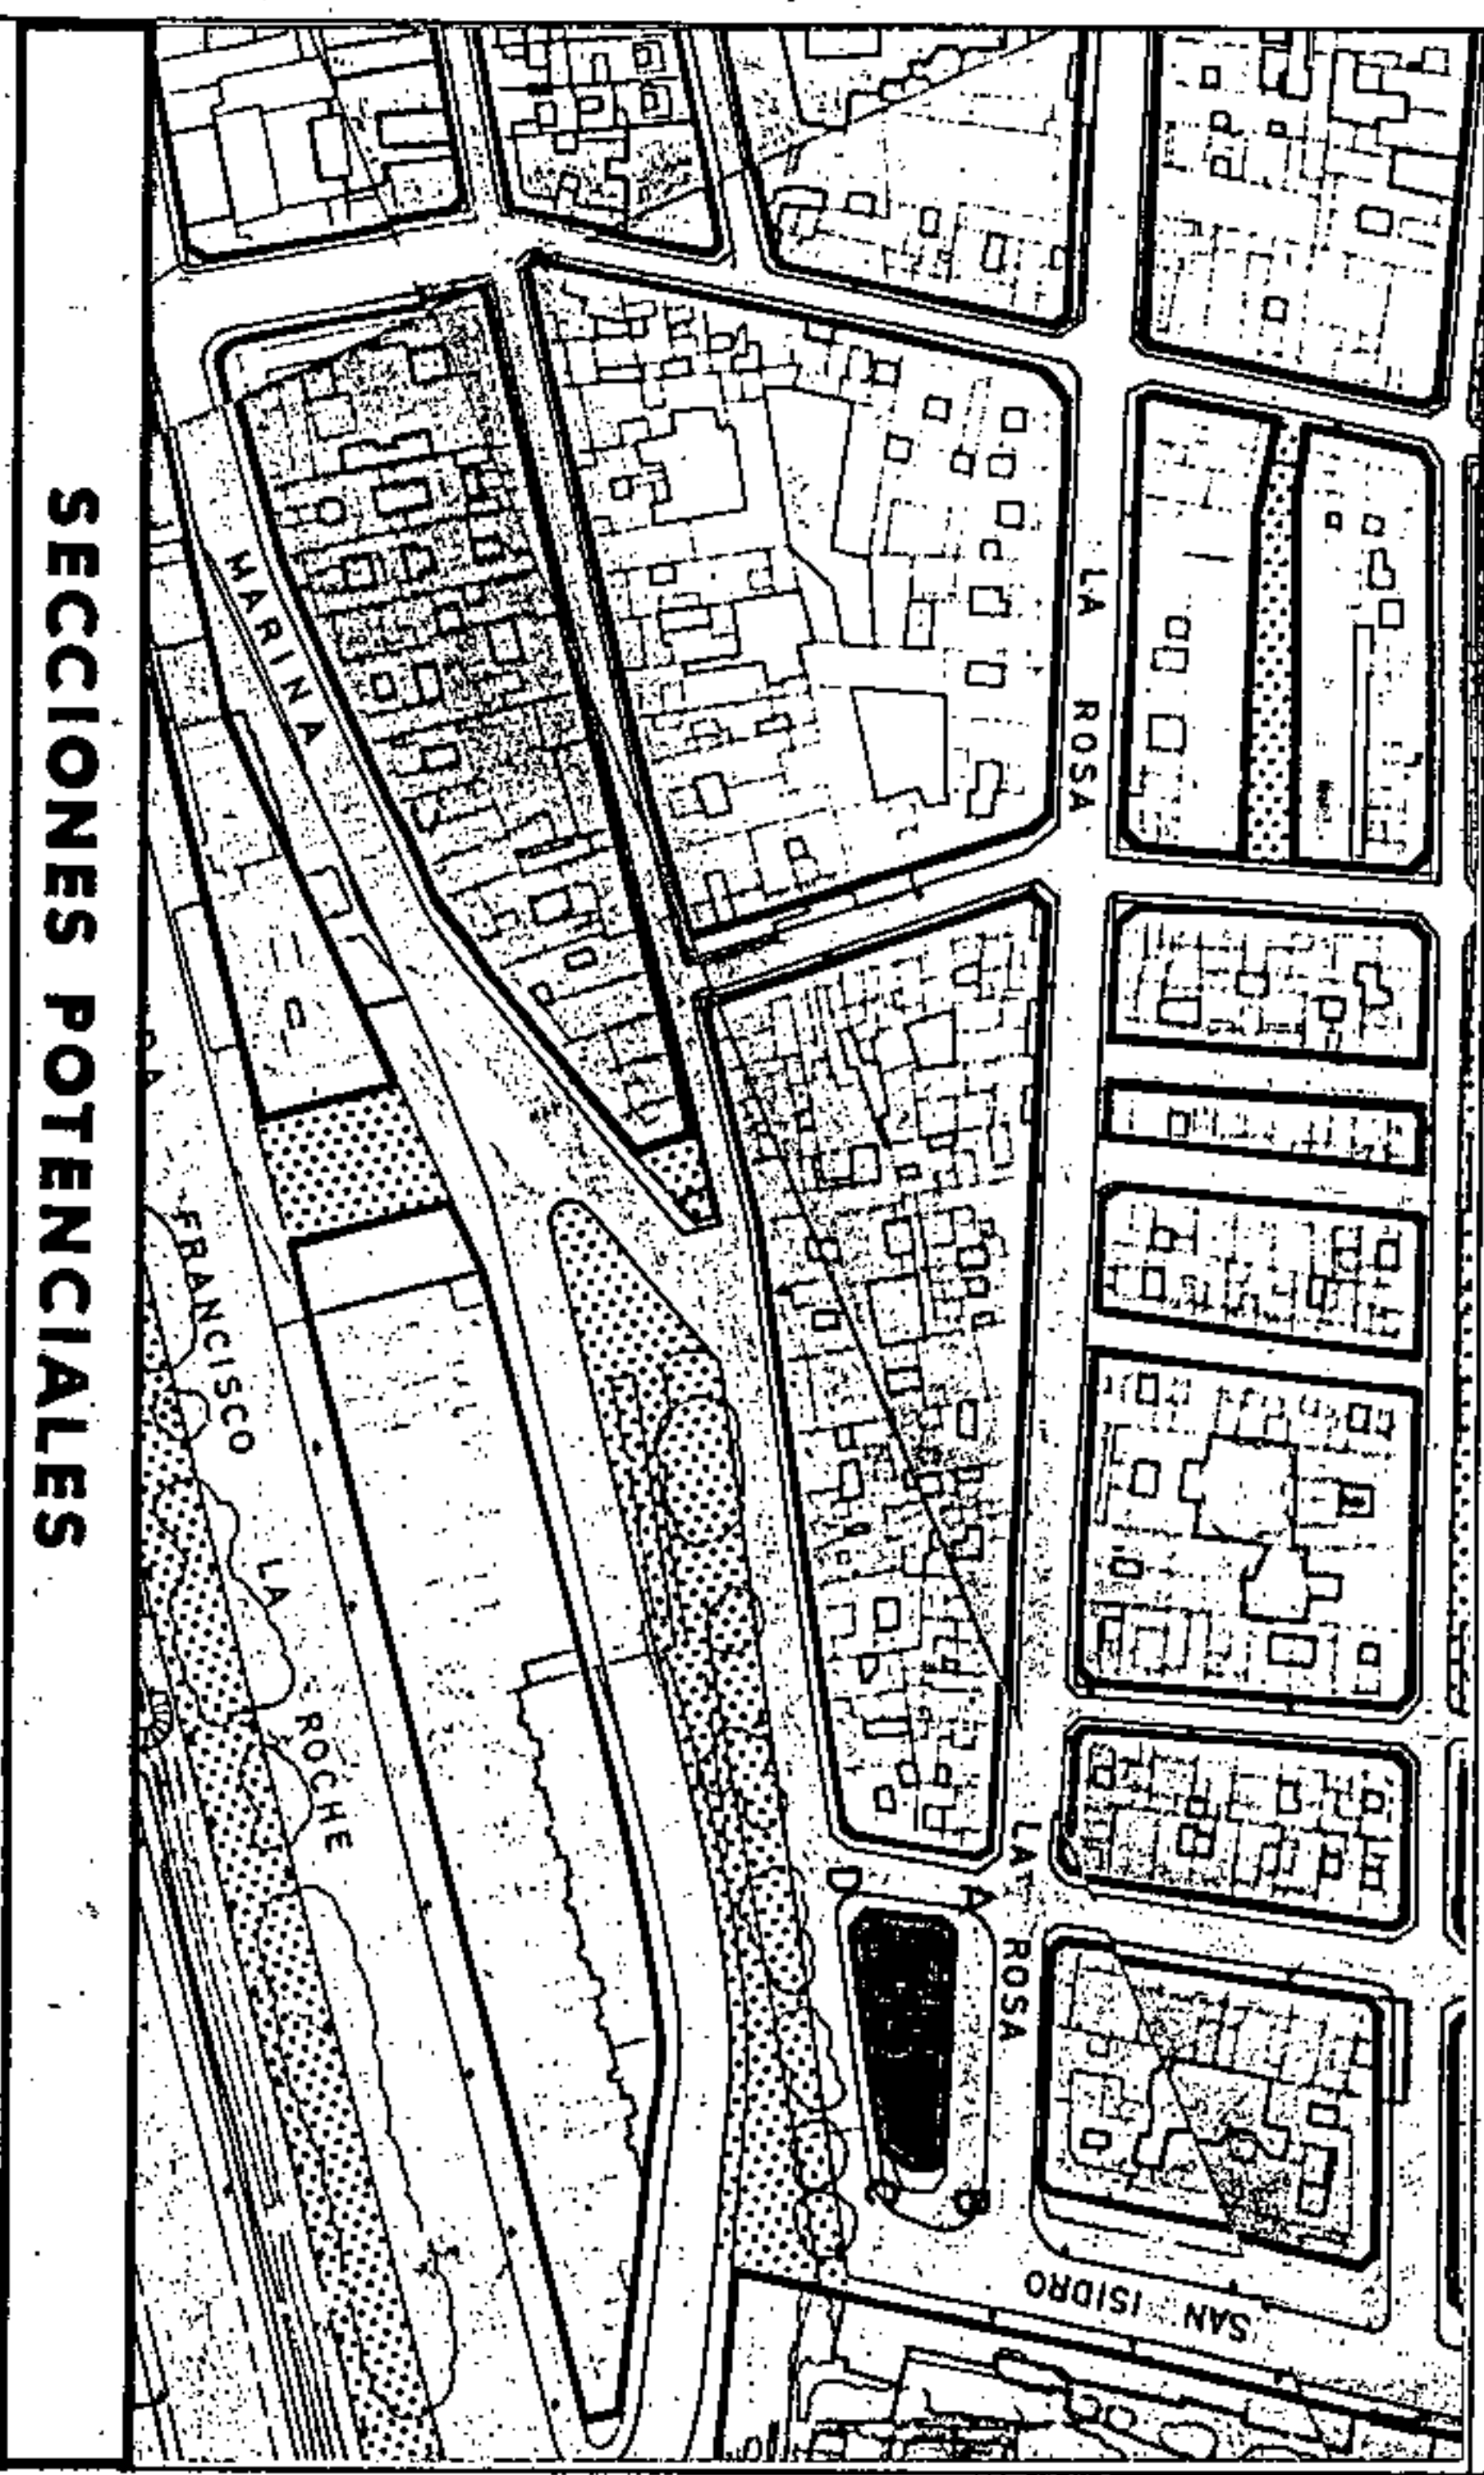 SECCIONES POTENCIALES
MARINA
LA ROSA
FRANCISCO LA ROCHE
LA ROSA
A
D
B
C
SAN ISIDRO